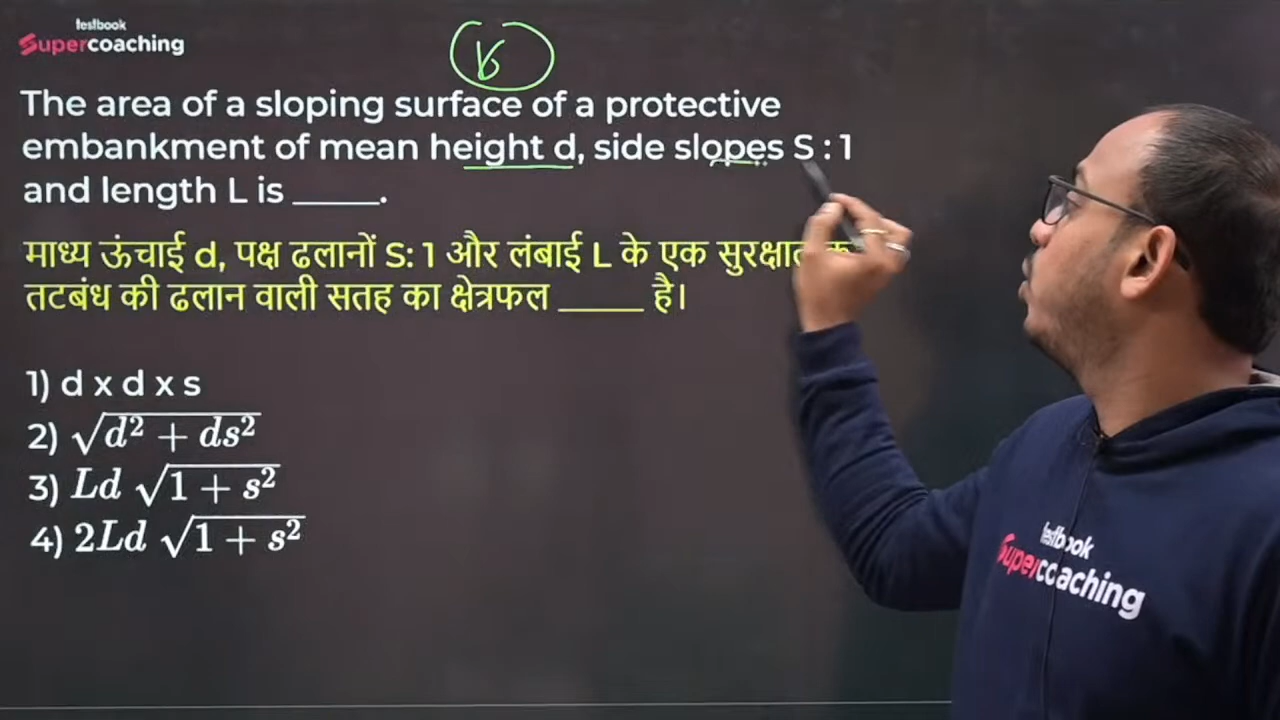 testbook
Supercoaching
The area of a sloping surface of a protective
embankment of mean height d, side slopes S : 1
and length L is _____.
माध्य ऊंचाई d, पक्ष ढलानों S: 1 और लंबाई L के एक
तटबंध की ढलान वाली सतह का क्षेत्रफल _____ है।
1) d x d x s
2) √(d² + ds²)
3) Ld √(1 + s²)
4) 2Ld √(1 + s²)
testbook
Supercoaching